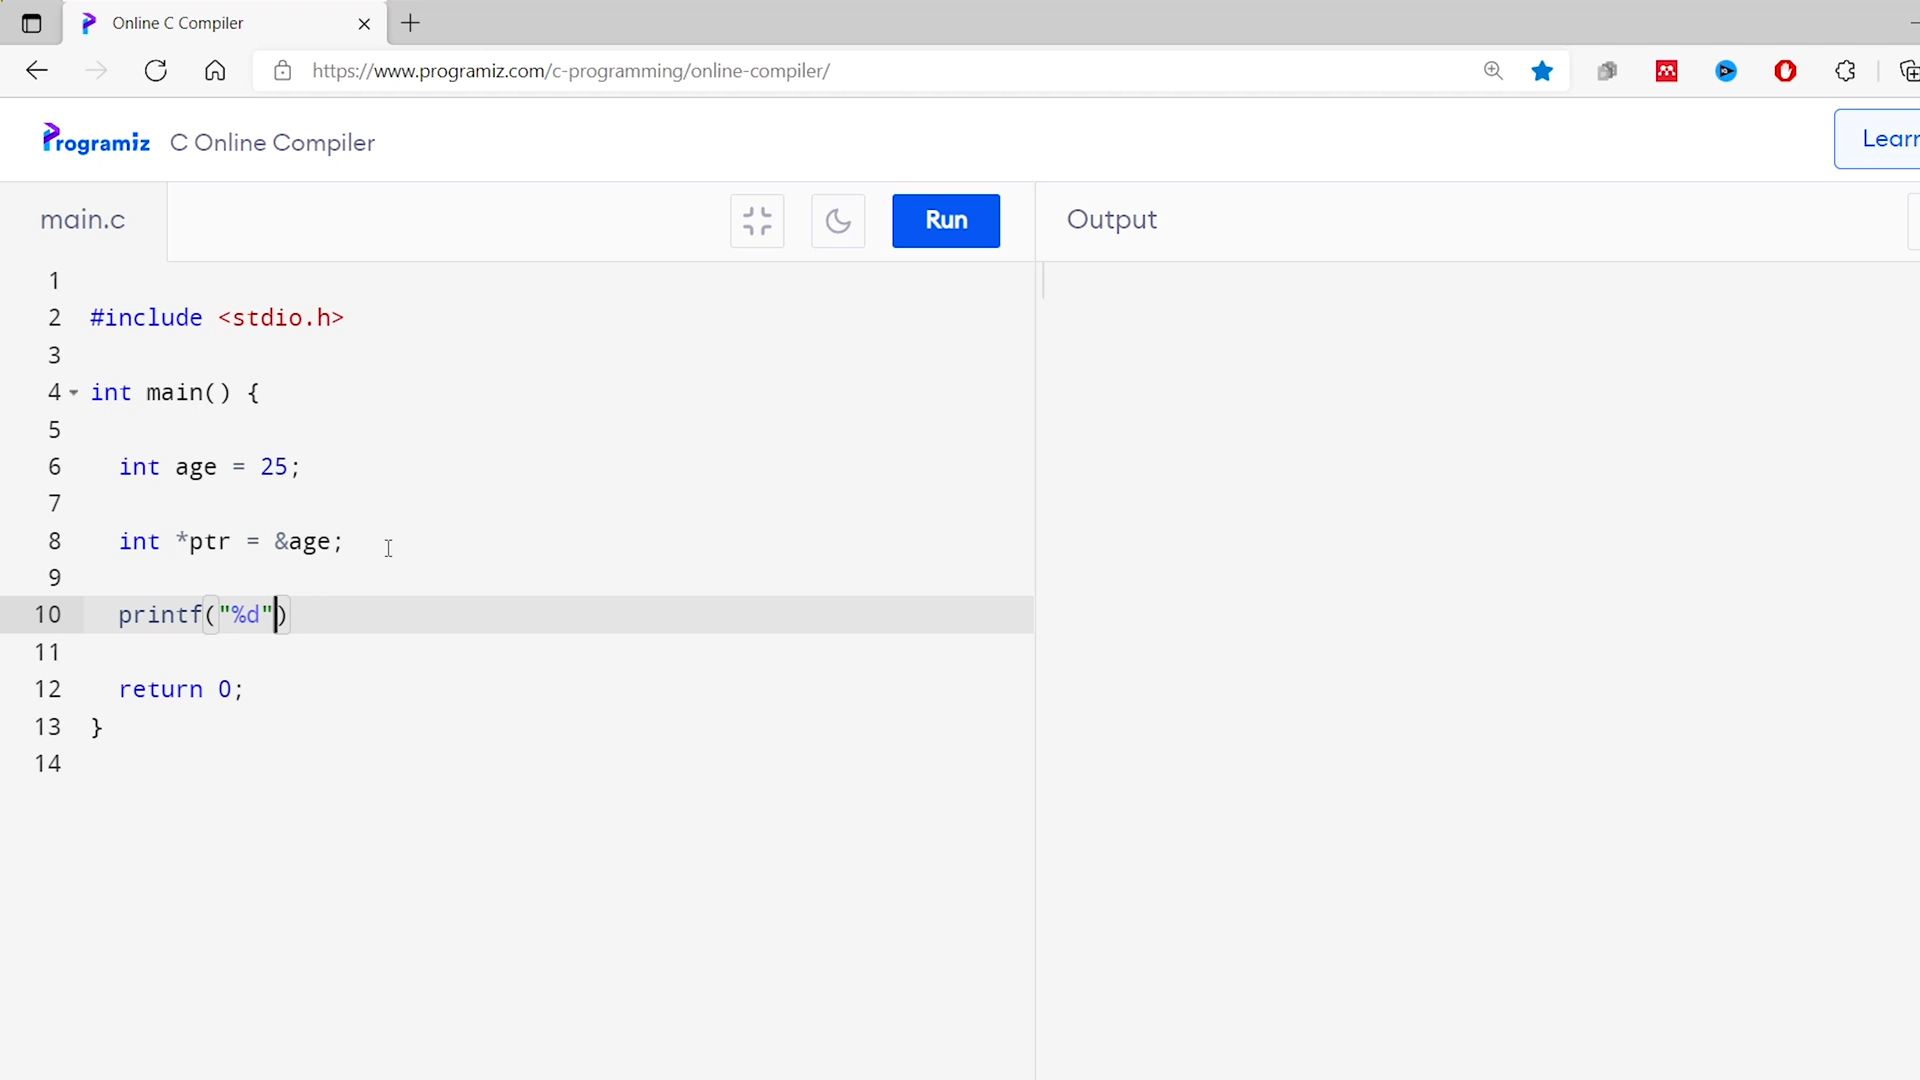 Online C Compiler
https://www.programiz.com/c-programming/online-compiler/
Programiz C Online Compiler
Learn
main.c
Run
Output
1
2 #include <stdio.h>
3
4 int main() {
5
6 int age = 25;
7
8 int *ptr = &age;
9
10 printf("%d")
11
12 return 0;
13 }
14